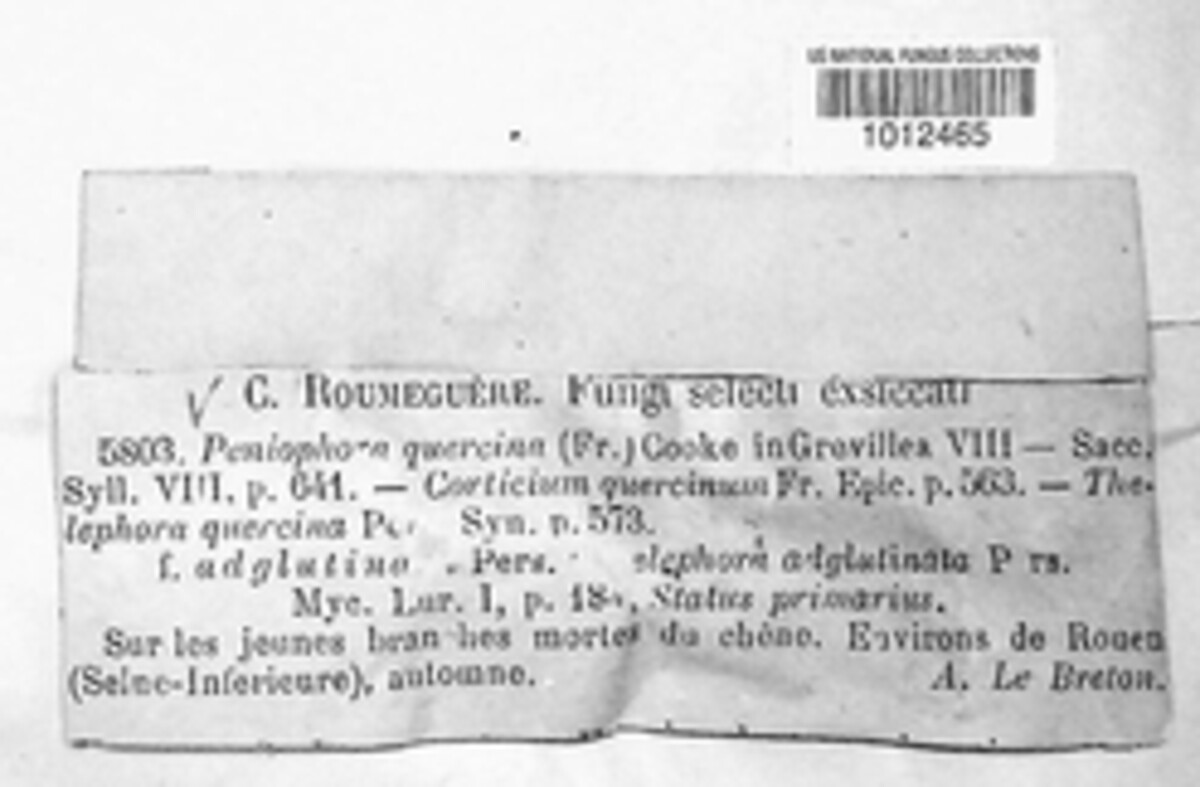 US NATIONAL FUNGUS COLLECTIONS
1012465
C. ROUMEGUÈRE. Fungi selecti exsiccati
5803. Peniophora quercina (Fr.) Cooke in Grevillea VIII — Sacc.
Syll. VIII, p. 641. — Corticium quercinum Fr. Epic. p. 563. — The-
lephora quercina Syn. p. 573.
f. Pers. adglutinata
Myc. Eur. I, p. Status primarius.
Sur les jeunes branches mortes du chêne. Environs de Rouen
(Seine-Inferieure), automne. A. Le Breton.